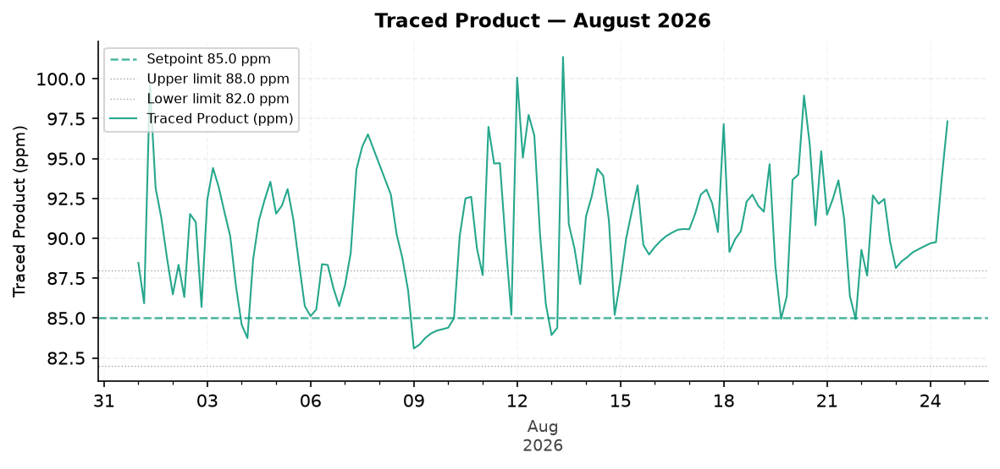 Traced Product — August 2026
Setpoint 85.0 ppm
Upper limit 88.0 ppm
Lower limit 82.0 ppm
Traced Product (ppm)
Traced Product (ppm)
100.0
97.5
95.0
92.5
90.0
87.5
85.0
82.5
31 03 06 09 12 15 18 21 24
Aug
2026